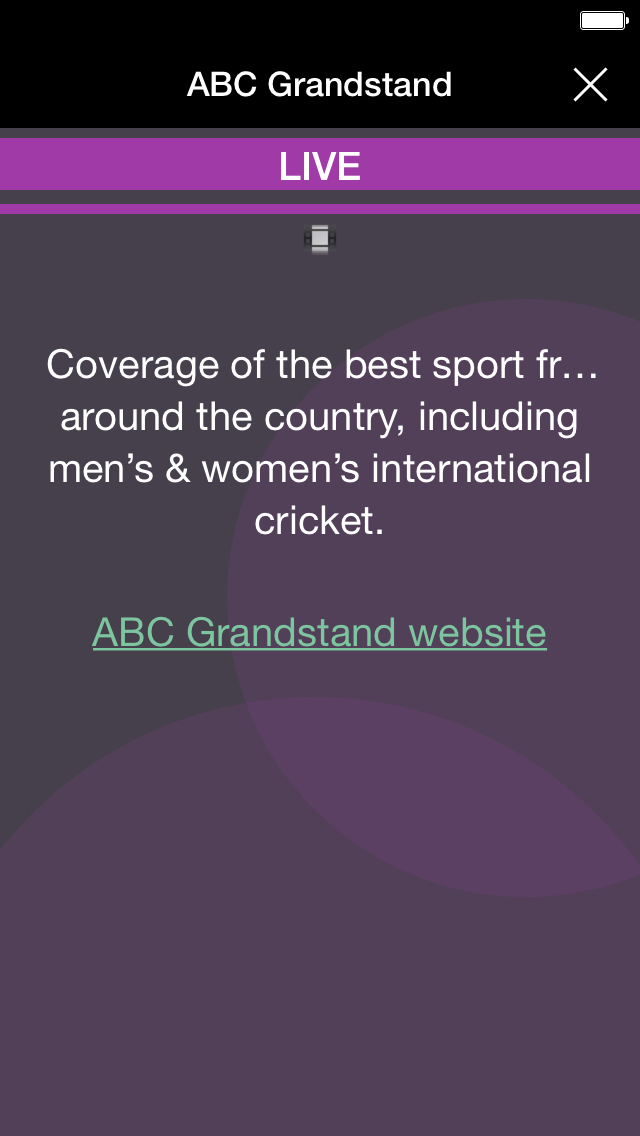 ABC Grandstand
LIVE
Coverage of the best sport fr…
around the country, including
men’s & women’s international
cricket.
ABC Grandstand website